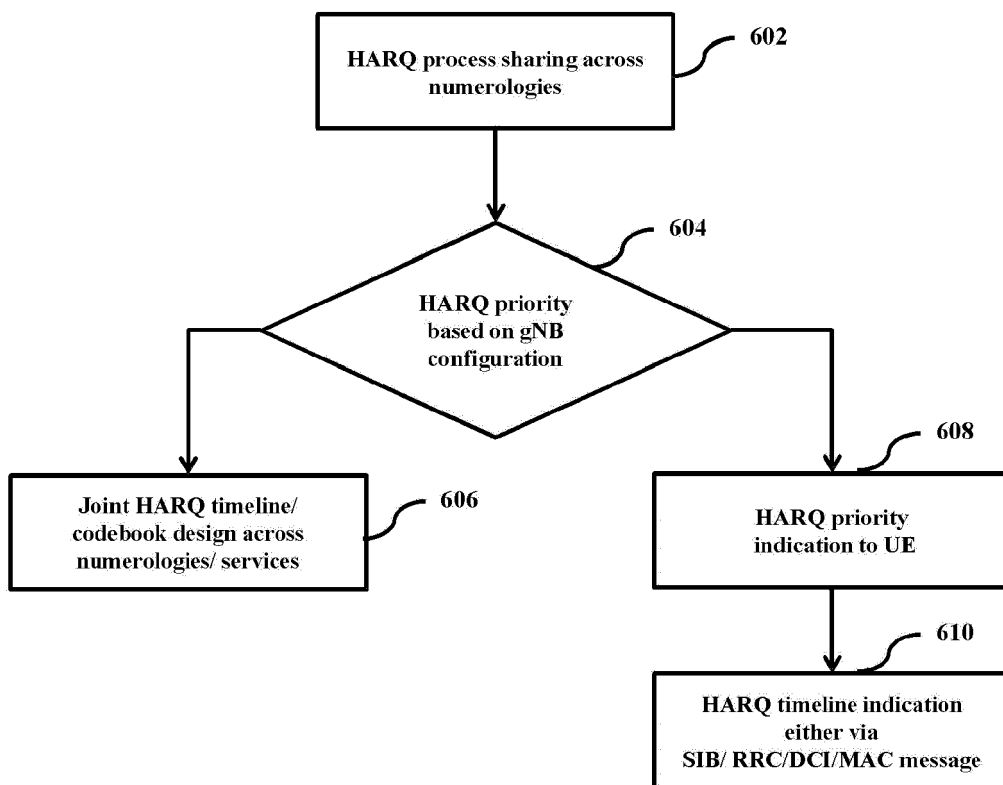 602
HARQ process sharing across
numerologies
604
HARQ priority
based on gNB
configuration
606
Joint HARQ timeline/
codebook design across
numerologies/ services
608
HARQ priority
indication to UE
610
HARQ timeline indication
either via
SIB/ RRC/DCI/MAC message